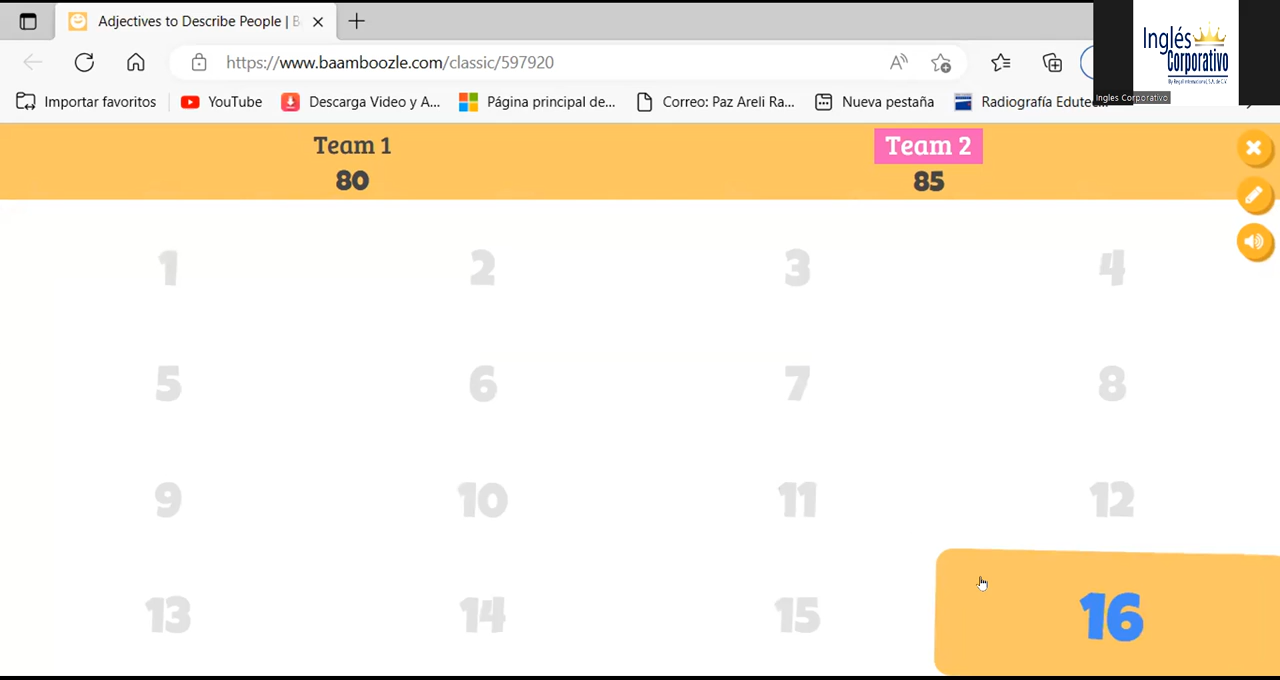 Adjectives to Describe People | B
https://www.baamboozle.com/classic/597920
Importar favoritos
YouTube
Descarga Video y A...
Página principal de...
Correo: Paz Areli Ra...
Nueva pestaña
Radiografía Edutec...
Inglés
Corporativo
Ingles Corporativo
Team 1
80
Team 2
85
1 2 3 4
5 6 7 8
9 10 11 12
13 14 15 16